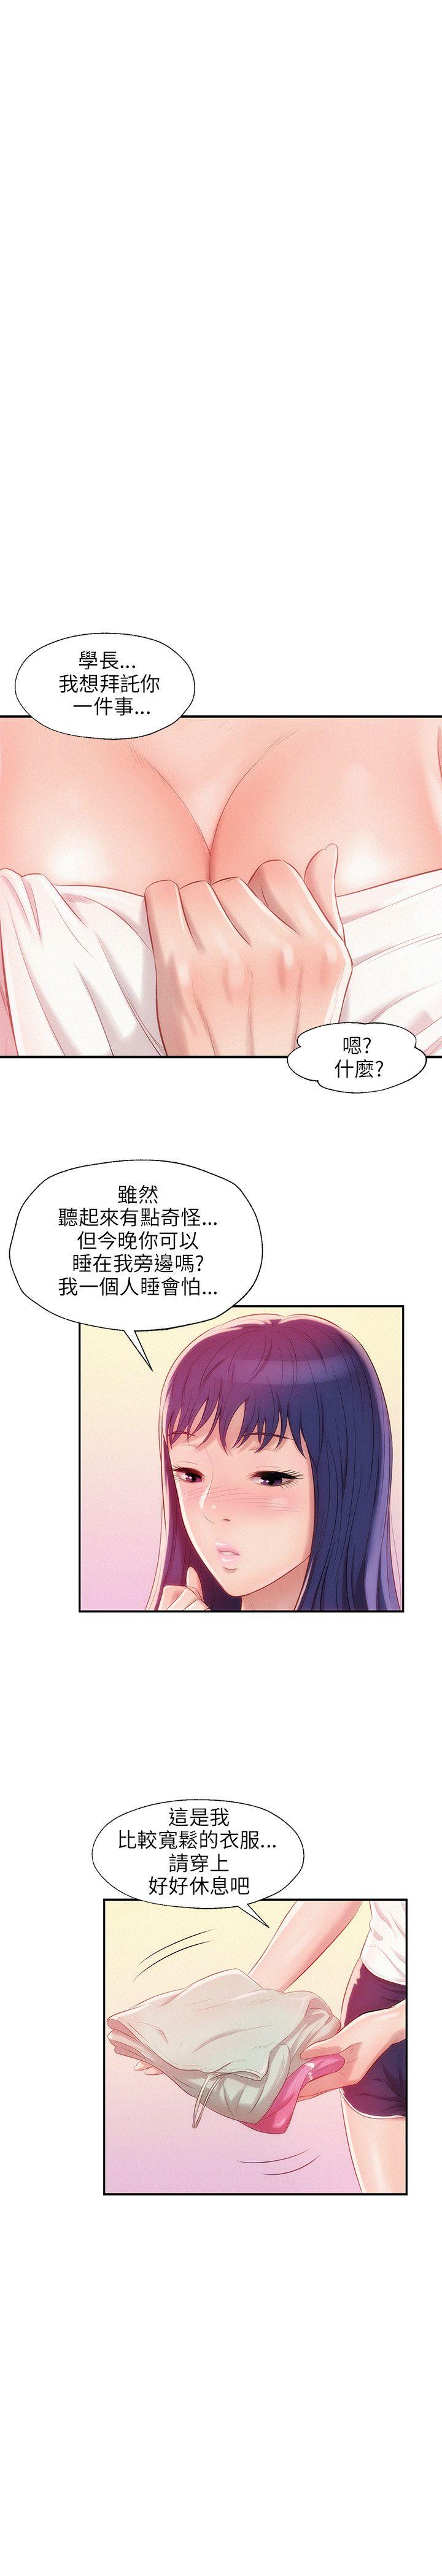 學長...
我想拜託你
一件事...
嗯?
什麼?
雖然
聽起來有點奇怪...
但今晚你可以
睡在我旁邊嗎?
我一個人睡會怕...
這是我
比較寬鬆的衣服...
請穿上
好好休息吧